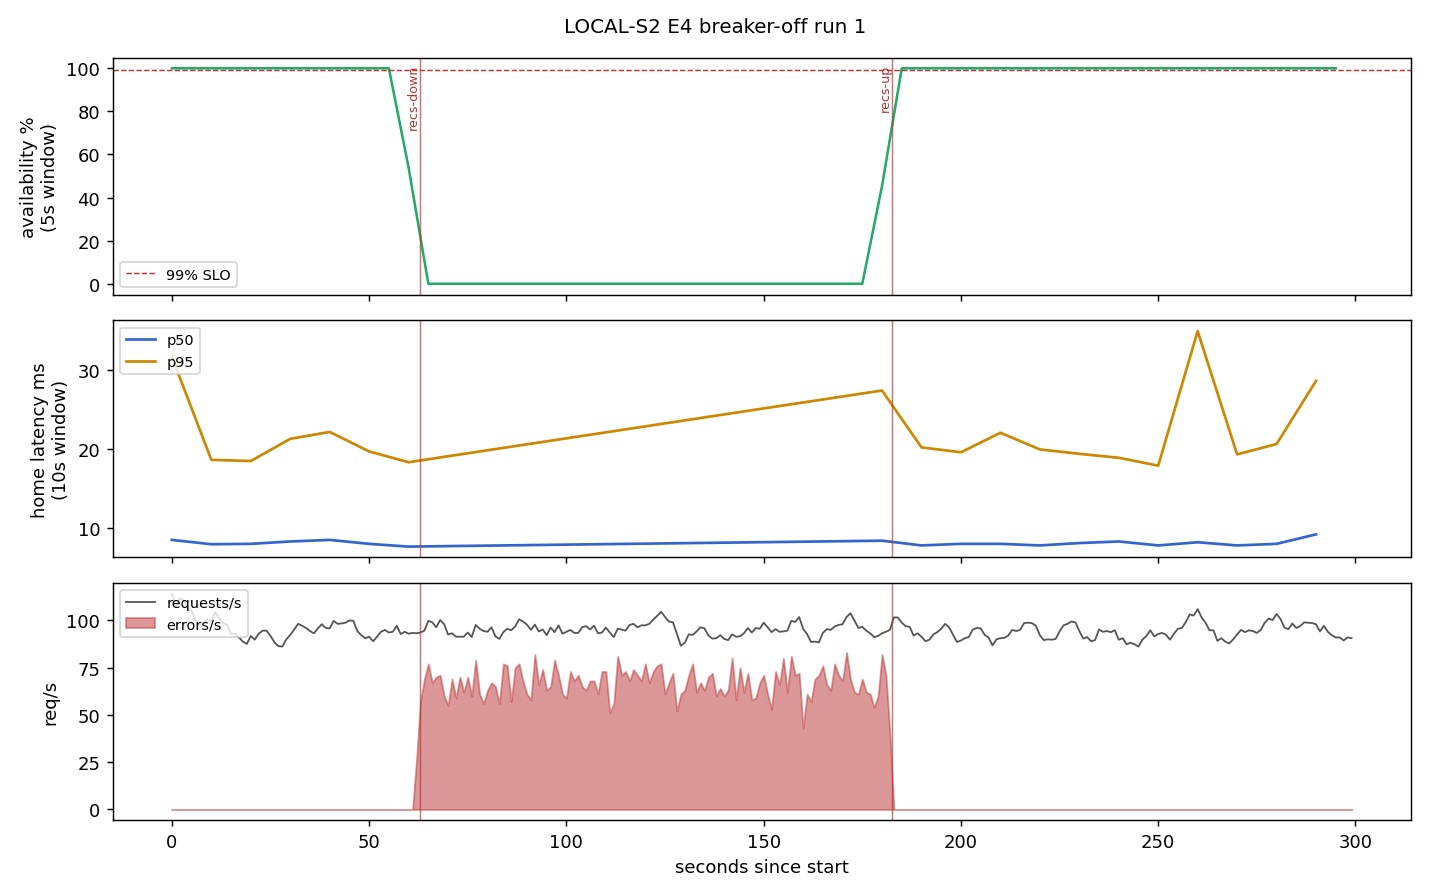 LOCAL-S2 E4 breaker-off run 1
availability %
(5s window)
100
80
60
40
20
0
recs-down
recs-up
99% SLO
home latency ms
(10s window)
30
20
10
p50
p95
req/s
100
75
50
25
0
requests/s
errors/s
0
50
100
150
200
250
300
seconds since start